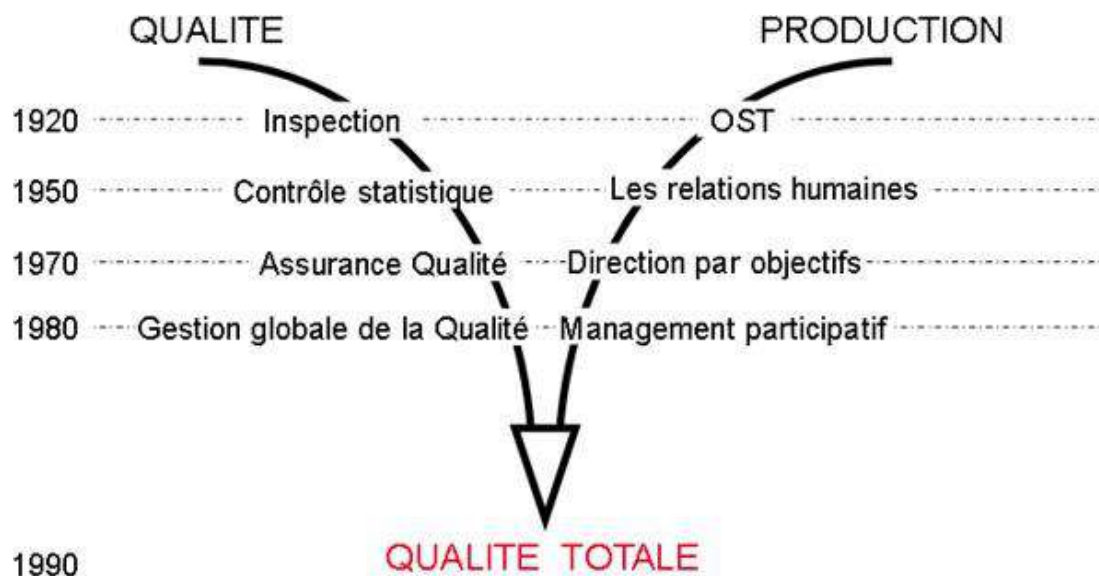 QUALITE PRODUCTION
1920 Inspection OST
1950 Contrôle statistique Les relations humaines
1970 Assurance Qualité Direction par objectifs
1980 Gestion globale de la Qualité Management participatif
1990 QUALITE TOTALE